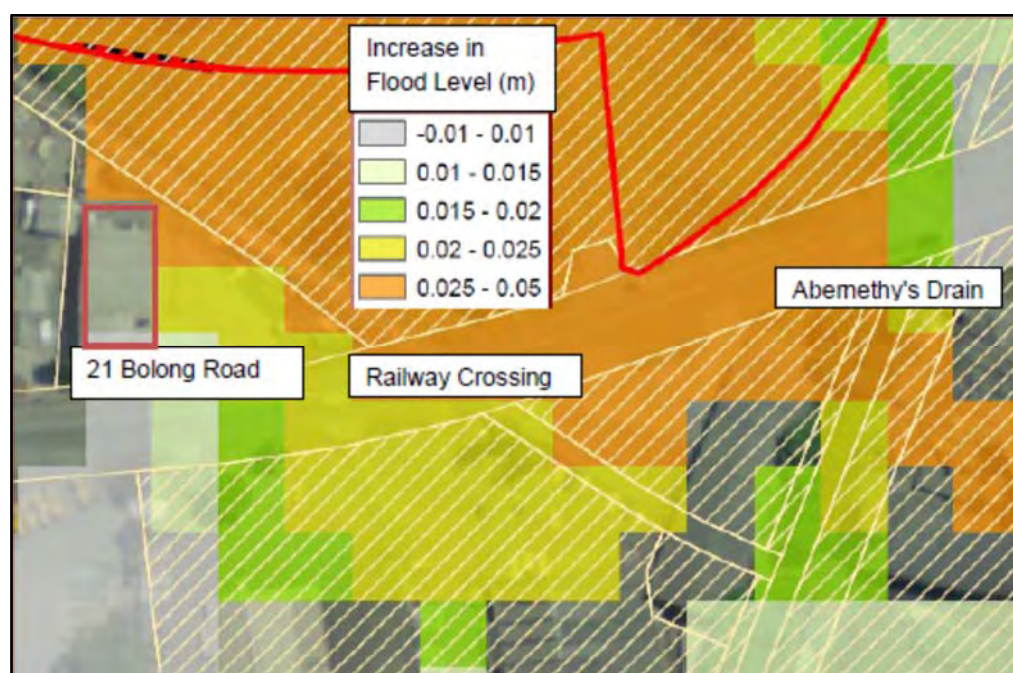 Increase in
Flood Level (m)
-0.01 - 0.01
0.01 - 0.015
0.015 - 0.02
0.02 - 0.025
0.025 - 0.05
Abernethy's Drain
21 Bolong Road
Railway Crossing